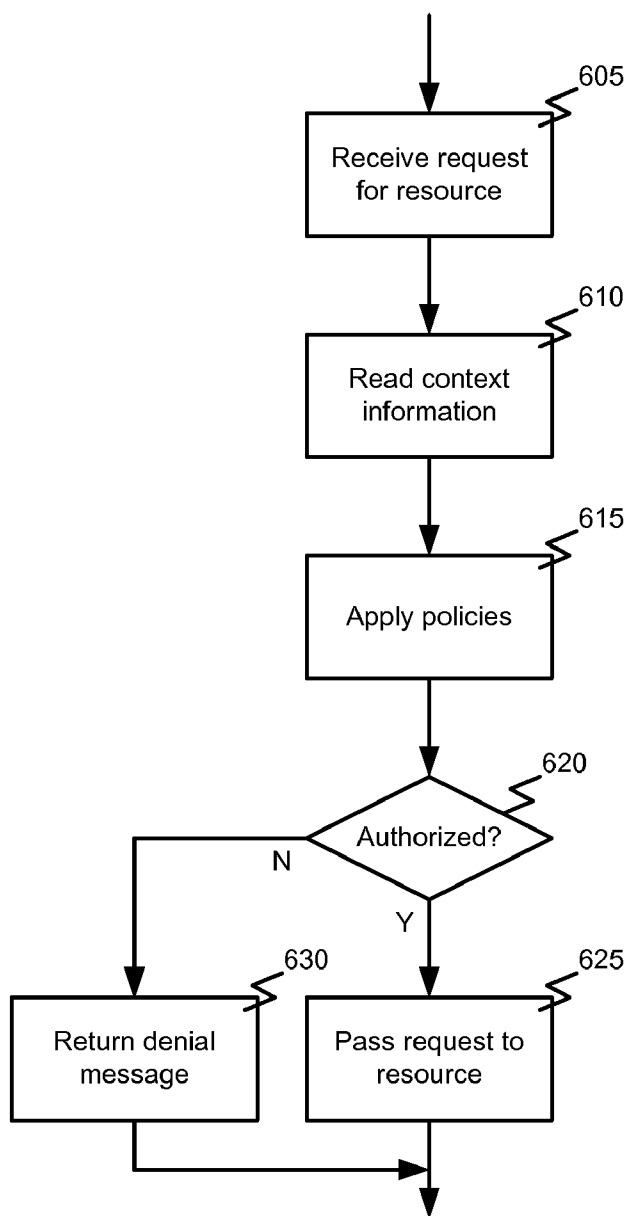 605
Receive request
for resource
610
Read context
information
615
Apply policies
620
Authorized?
N
Y
630
625
Return denial
message
Pass request to
resource